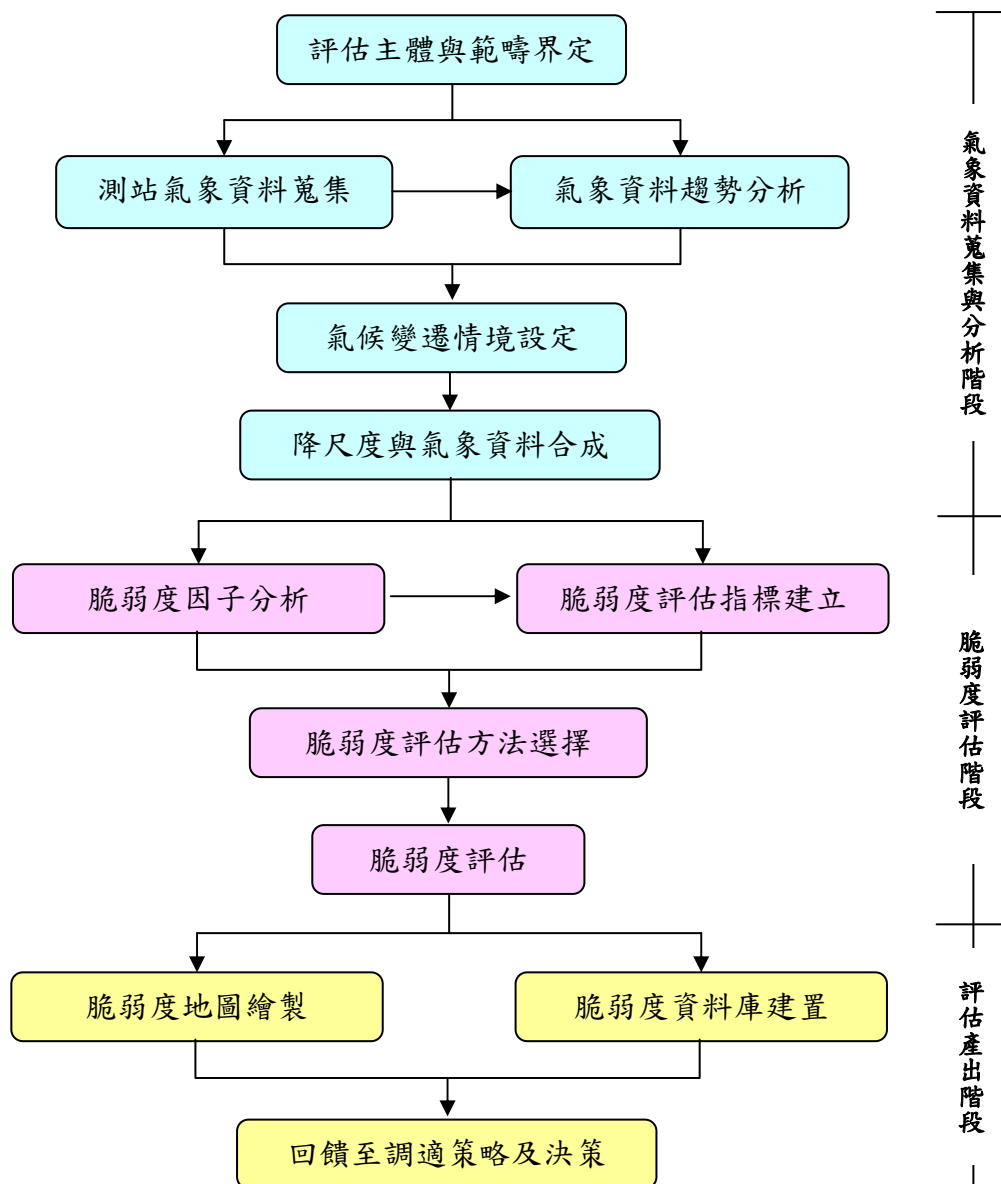 評估主體與範疇界定
測站氣象資料蒐集
氣象資料趨勢分析
氣候變遷情境設定
降尺度與氣象資料合成
氣象資料蒐集與分析階段
脆弱度因子分析
脆弱度評估指標建立
脆弱度評估方法選擇
脆弱度評估
脆弱度評估階段
脆弱度地圖繪製
脆弱度資料庫建置
回饋至調適策略及決策
評估產出階段